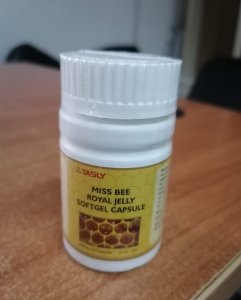 TASLY
MISS BEE
ROYAL JELLY
SOFTGEL CAPSULE